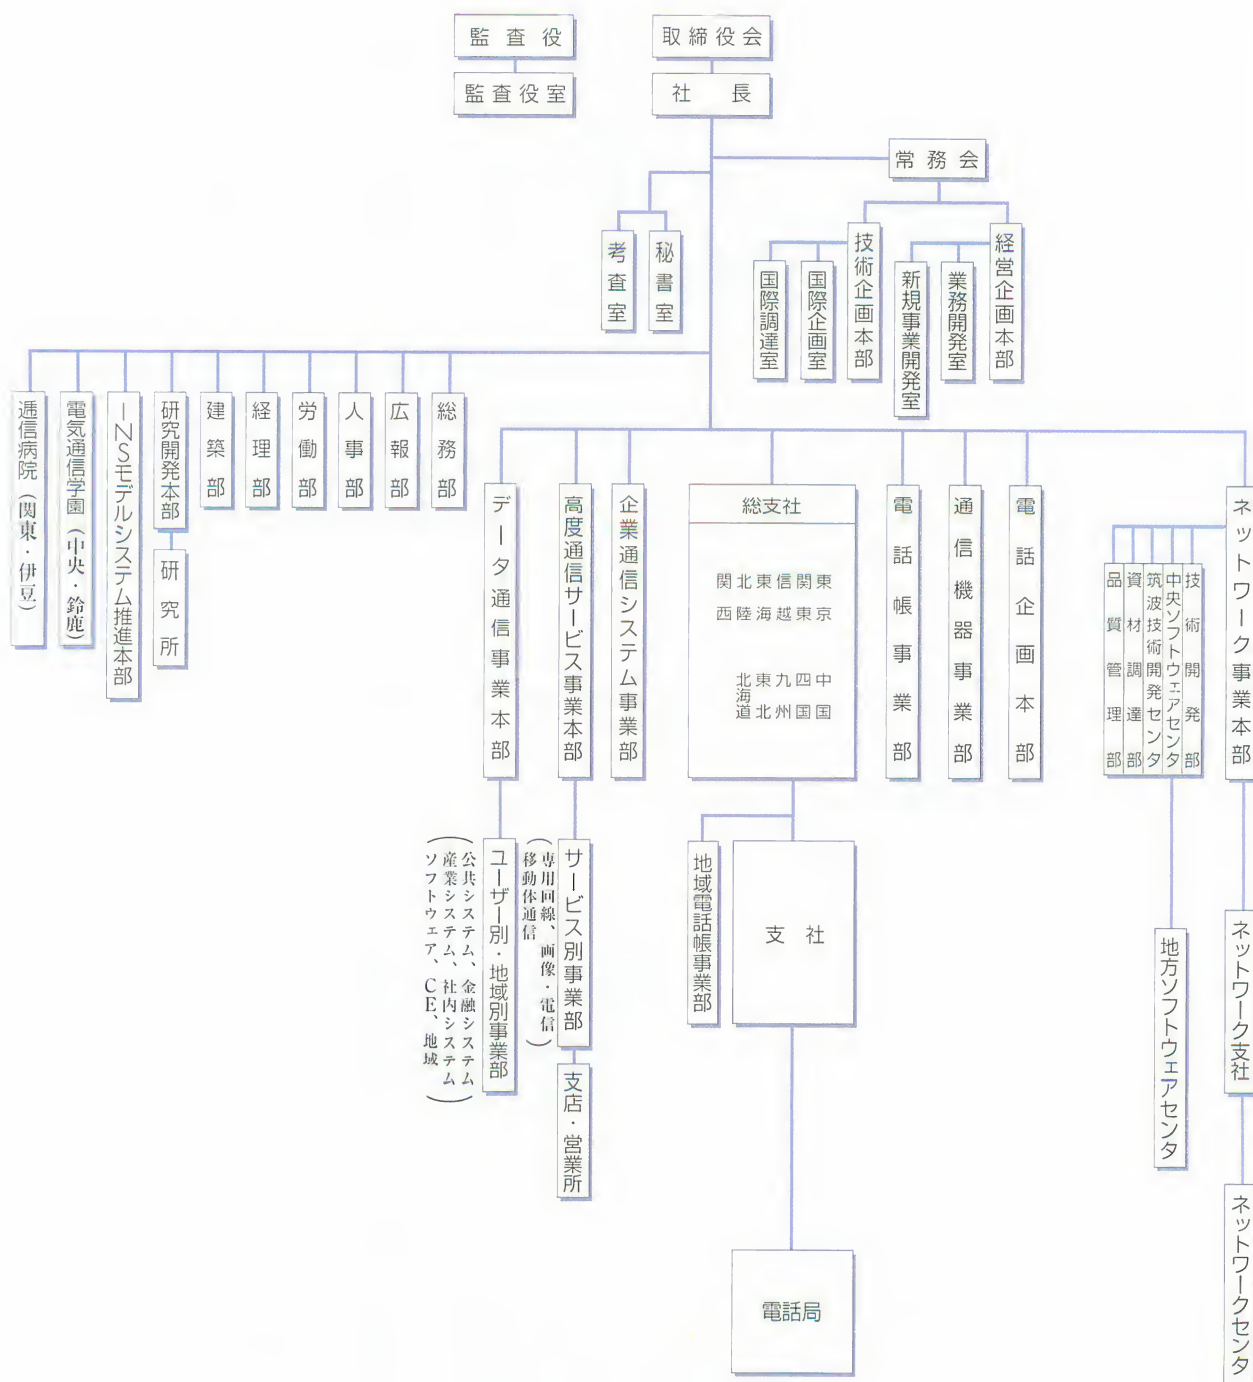 監査役
取締役会
監査役室
社長
常務会
考査室
秘書室
国際調達室
国際企画室
技術企画本部
新規事業開発室
業務開発室
経営企画本部
逓信病院（関東・伊豆）
電気通信学園（中央・鈴鹿）
INSモデルシステム推進本部
研究開発本部
研究所
建築部
経理部
労働部
人事部
広報部
総務部
データ通信事業本部
高度通信サービス事業本部
企業通信システム事業部
総支社
東京
関東
信越
東海
北陸
関西
中国
四国
九州
東北
北海道
電話帳事業部
通信機器事業部
電話企画本部
ネットワーク事業本部
技術開発部
中央ソフトウェアセンタ
筑波技術開発センタ
資材調達部
品質管理部
ユーザー別・地域別事業部
（公共システム、金融システム
産業システム、社内システム
ソフトウェア、CE、地域）
サービス別事業部
（専用回線、画像・電信
移動体通信）
支店・営業所
地域電話帳事業部
支社
電話局
地方ソフトウェアセンタ
ネットワーク支社
ネットワークセンタ